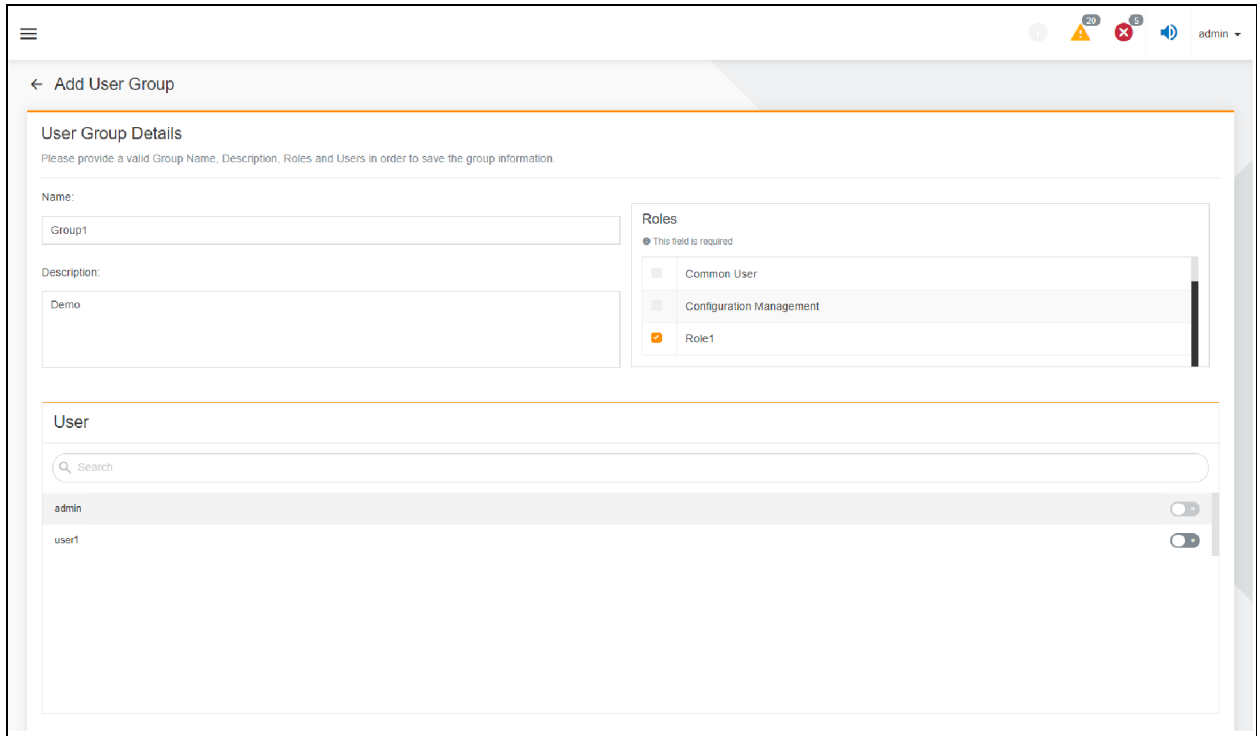 20
5
admin
Add User Group
User Group Details
Please provide a valid Group Name, Description, Roles and Users in order to save the group information.
Name:
Group1
Description:
Demo
Roles
This field is required
Common User
Configuration Management
Role1
User
Search
admin
user1